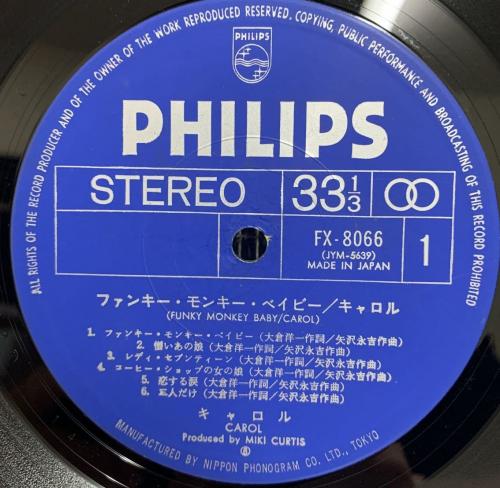 ALL RIGHTS OF THE RECORD PRODUCER AND OF THE OWNER OF THE WORK REPRODUCED RESERVED. COPYING, PUBLIC PERFORMANCE AND BROADCASTING OF THIS RECORD PROHIBITED
PHILIPS
PHILIPS
STEREO 33 1/3
FX-8066
(JYM-5639)
MADE IN JAPAN
1
ファンキー・モンキー・ベイビー/キャロル
(FUNKY MONKEY BABY/CAROL)
1. ファンキー・モンキー・ベイビー(大倉洋一作詞/矢沢永吉作曲)
2. 憎いあの娘(大倉洋一作詞/矢沢永吉作曲)
3. レディ・セブンティーン(大倉洋一作詞/矢沢永吉作曲)
4. コーヒー・ショップの女の娘(大倉洋一作詞/矢沢永吉作曲)
5. 恋する涙(大倉洋一作詞/矢沢永吉作曲)
6. 二人だけ(大倉洋一作詞/矢沢永吉作曲)
キャロル
CAROL
Produced by MIKI CURTIS
MANUFACTURED BY NIPPON PHONOGRAM CO. LTD., TOKYO